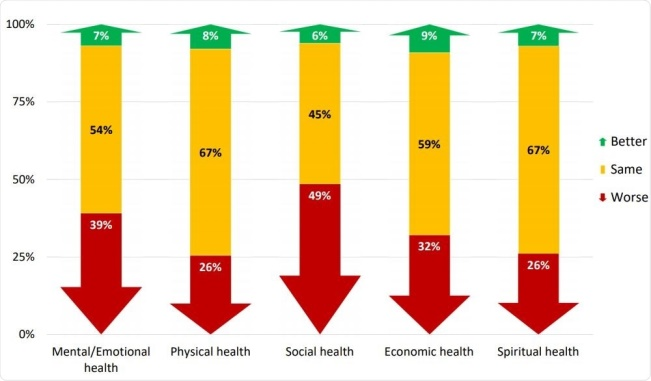 100%
75%
50%
25%
0%
7%
54%
39%
8%
67%
26%
6%
45%
49%
9%
59%
32%
7%
67%
26%
Mental/Emotional
health
Physical health
Social health
Economic health
Spiritual health
Better
Same
Worse